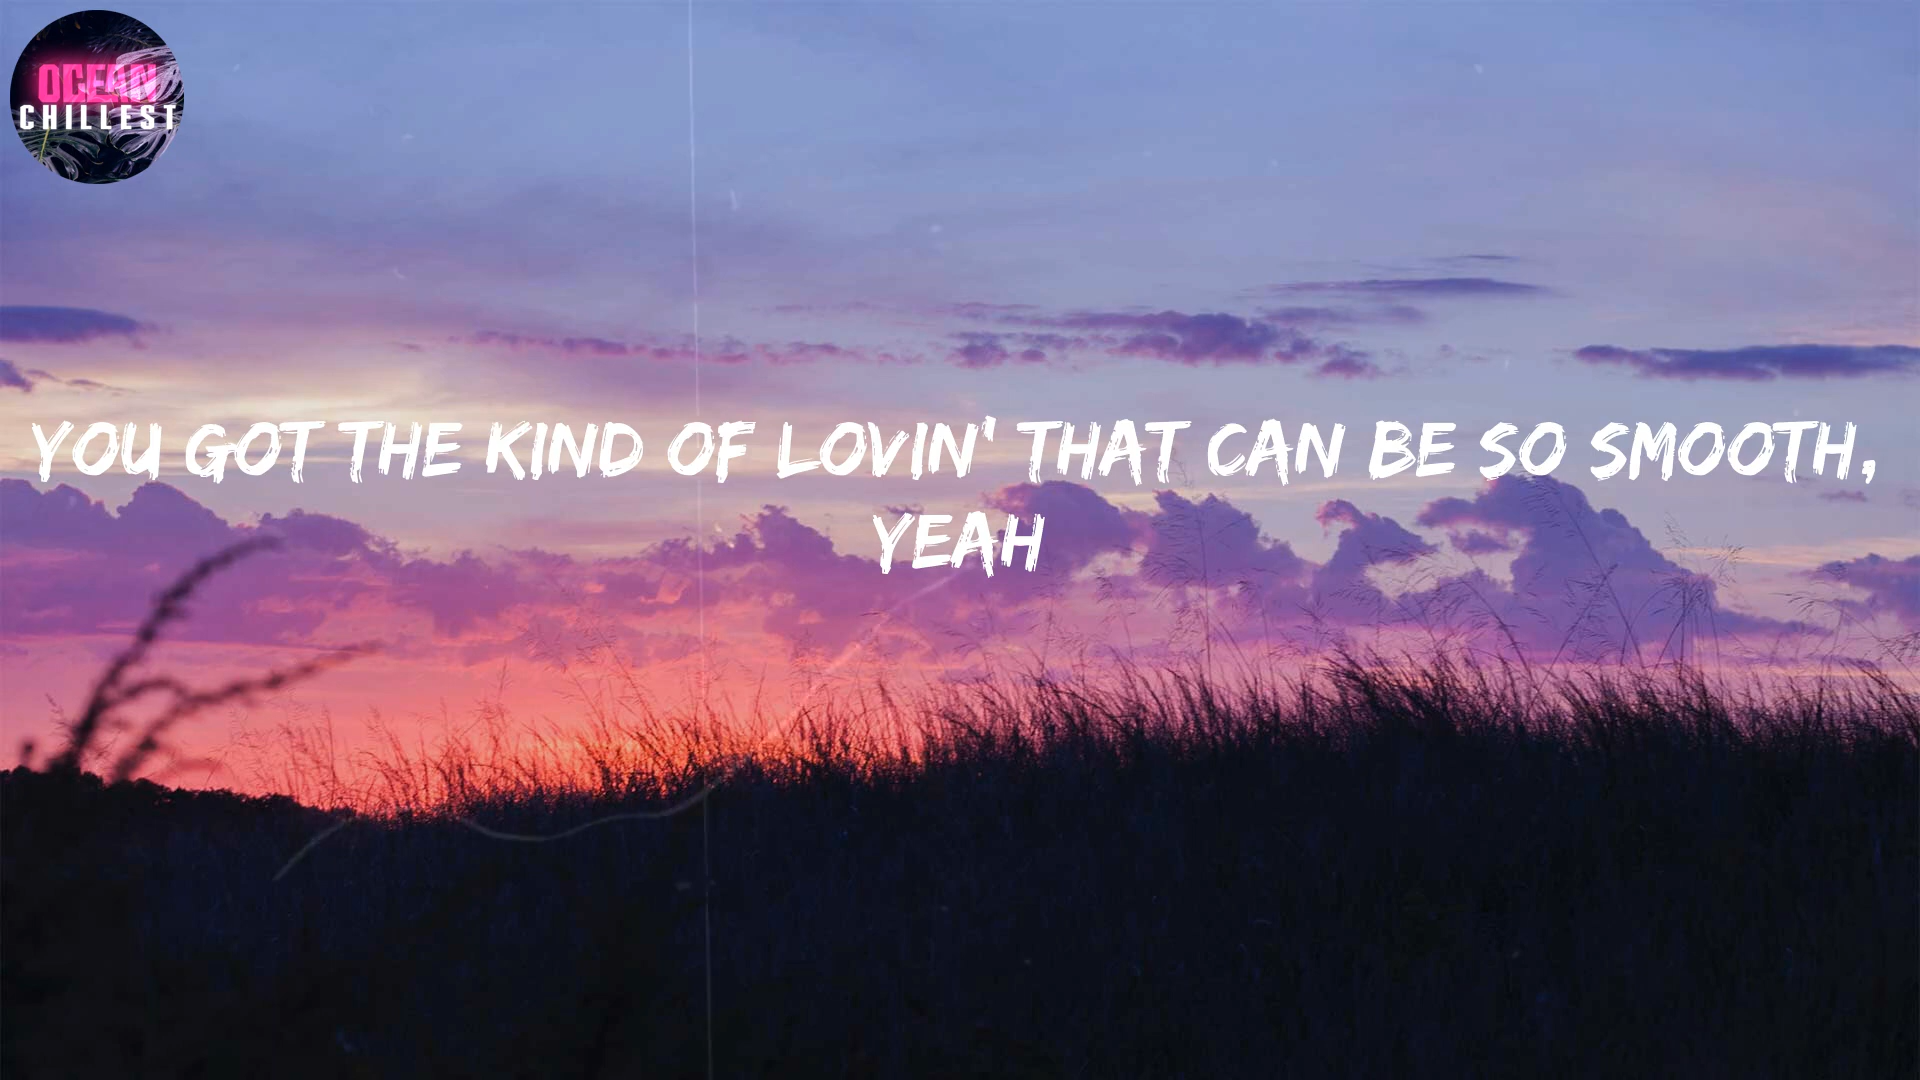 OCEAN
CHILLEST
YOU GOT THE KIND OF LOVIN' THAT CAN BE SO SMOOTH,
YEAH